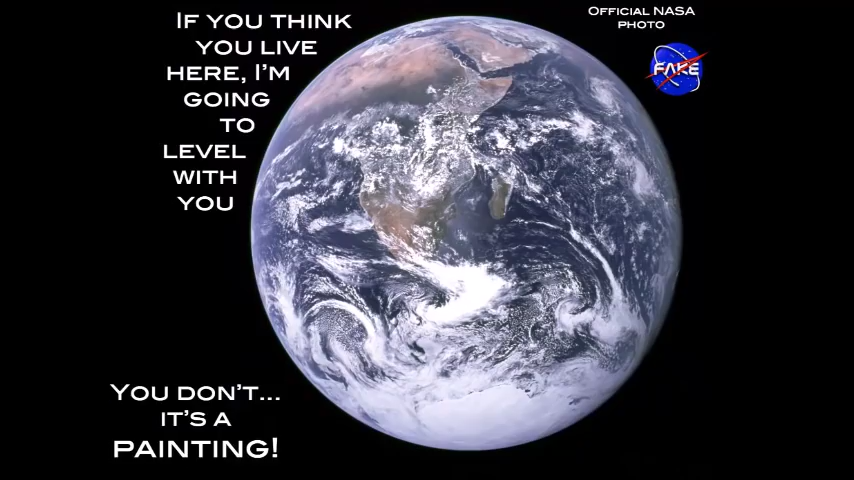 IF YOU THINK
YOU LIVE
HERE, I'M
GOING
TO
LEVEL
WITH
YOU
OFFICIAL NASA
PHOTO
FAKE
YOU DON'T...
IT'S A
PAINTING!